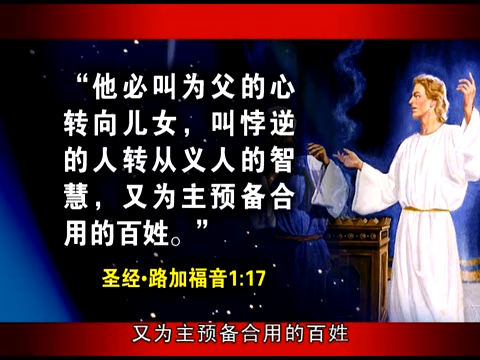 “他必叫为父的心
转向儿女，叫悖逆
的人转从义人的智
慧，又为主预备合
用的百姓。”
圣经•路加福音1:17
又为主预备合用的百姓